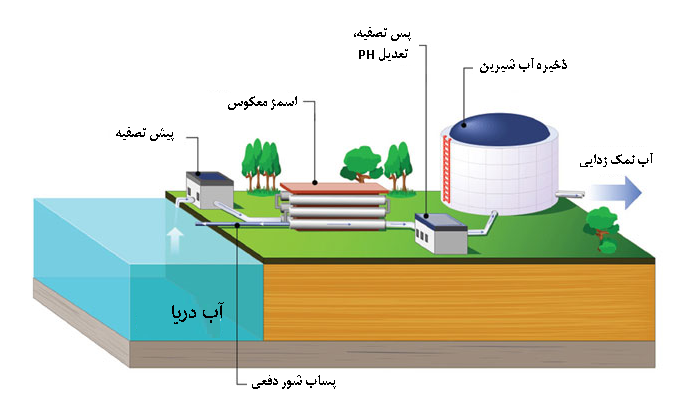 پس تصفیه،
تعدیل PH
ذخیره آب شیرین
اسمز معکوس
پیش تصفیه
آب نمک زدایی
آب دریا
پساب شور دفعی